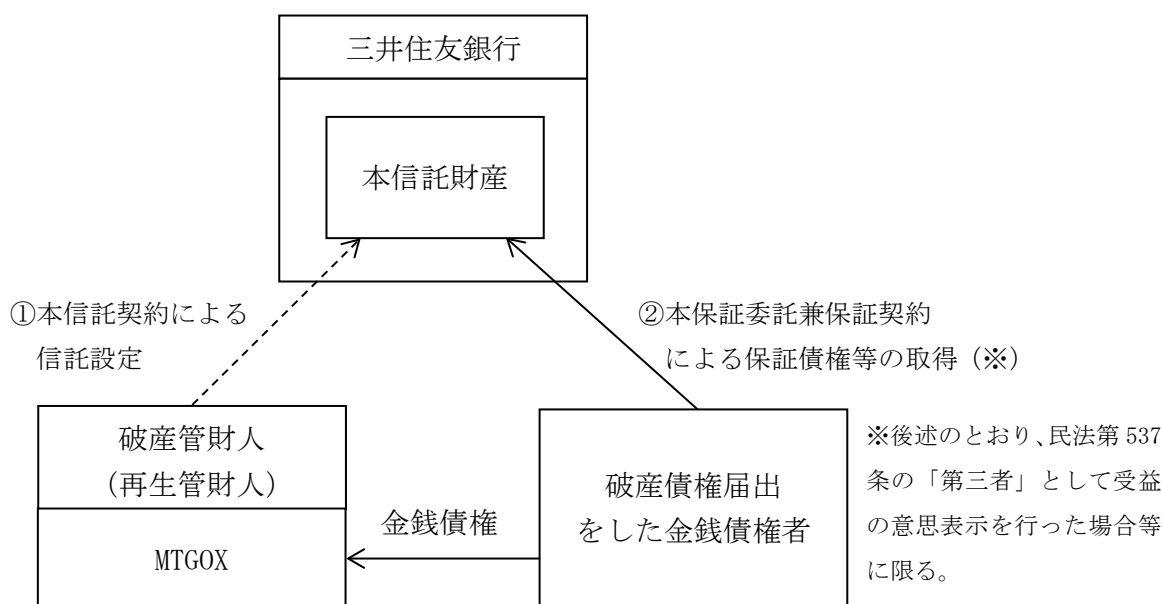 三井住友銀行
本信託財産
①本信託契約による
信託設定
②本保証委託兼保証契約
による保証債権等の取得（※）
破産管財人
（再生管財人）
MTGOX
金銭債権
破産債権届出
をした金銭債権者
※後述のとおり、民法第 537
条の「第三者」として受益
の意思表示を行った場合等
に限る。